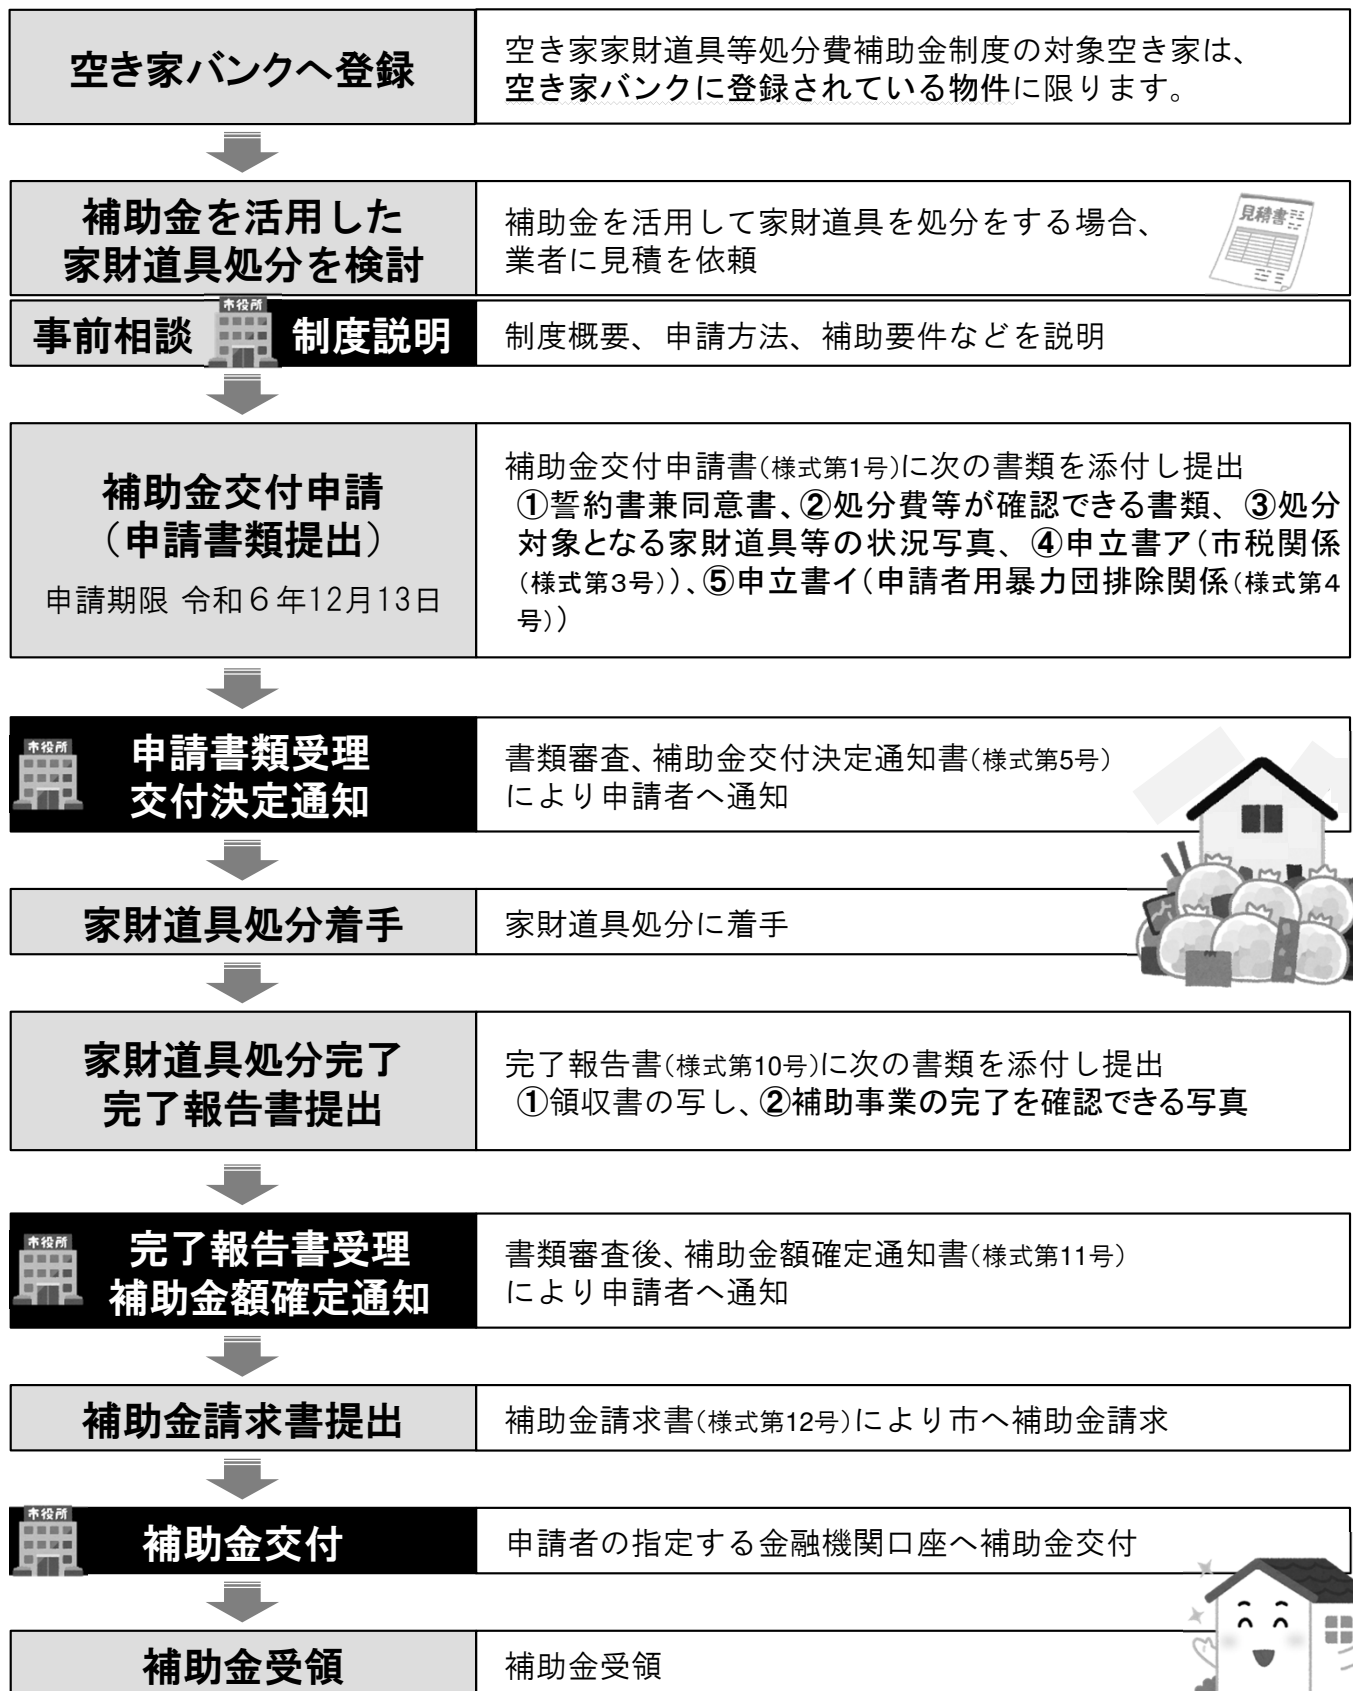 空き家バンクへ登録
空き家家財道具等処分費補助金制度の対象空き家は、
空き家バンクに登録されている物件に限ります。
補助金を活用した
家財道具処分を検討
補助金を活用して家財道具を処分をする場合、
業者に見積を依頼
見積書
事前相談
市役所
制度説明
制度概要、申請方法、補助要件などを説明
補助金交付申請
（申請書類提出）
申請期限 令和６年12月13日
補助金交付申請書(様式第1号)に次の書類を添付し提出
①誓約書兼同意書、②処分費等が確認できる書類、③処分
対象となる家財道具等の状況写真、④申立書ア（市税関係
(様式第3号)）、⑤申立書イ（申請者用暴力団排除関係(様式第4
号)）
市役所
申請書類受理
交付決定通知
書類審査、補助金交付決定通知書(様式第5号)
により申請者へ通知
家財道具処分着手
家財道具処分に着手
家財道具処分完了
完了報告書提出
完了報告書(様式第10号)に次の書類を添付し提出
①領収書の写し、②補助事業の完了を確認できる写真
市役所
完了報告書受理
補助金額確定通知
書類審査後、補助金額確定通知書(様式第11号)
により申請者へ通知
補助金請求書提出
補助金請求書(様式第12号)により市へ補助金請求
市役所
補助金交付
申請者の指定する金融機関口座へ補助金交付
補助金受領
補助金受領